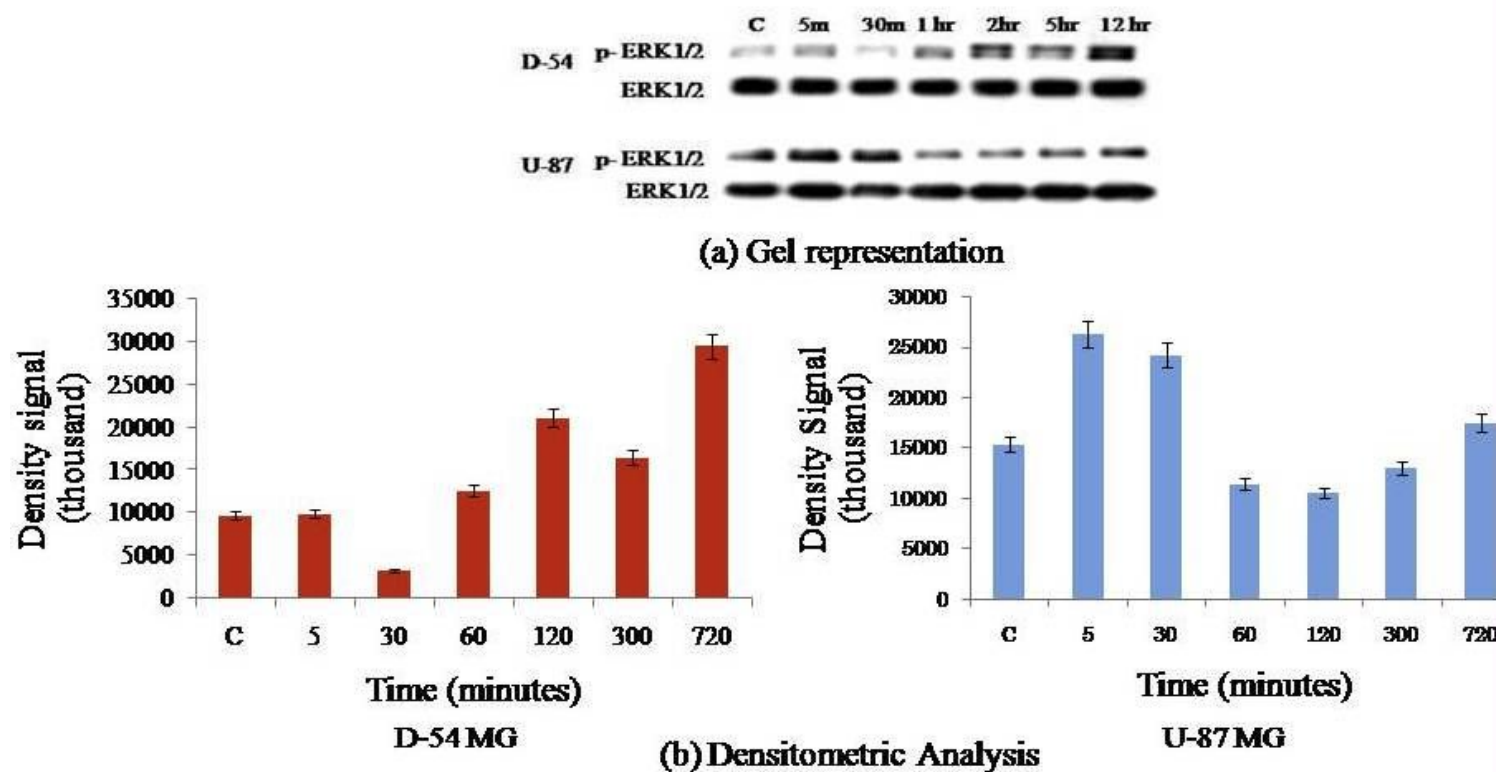 C 5m 30m 1 hr 2hr 5hr 12 hr
D-54 p-ERK1/2
ERK1/2
U-87 p-ERK1/2
ERK1/2
(a) Gel representation
Density signal
(thousand)
35000
30000
25000
20000
15000
10000
5000
0
C 5 30 60 120 300 720
Time (minutes)
D-54 MG
Density Signal
(thousand)
30000
25000
20000
15000
10000
5000
0
C 5 30 60 120 300 720
Time (minutes)
U-87 MG
(b) Densitometric Analysis